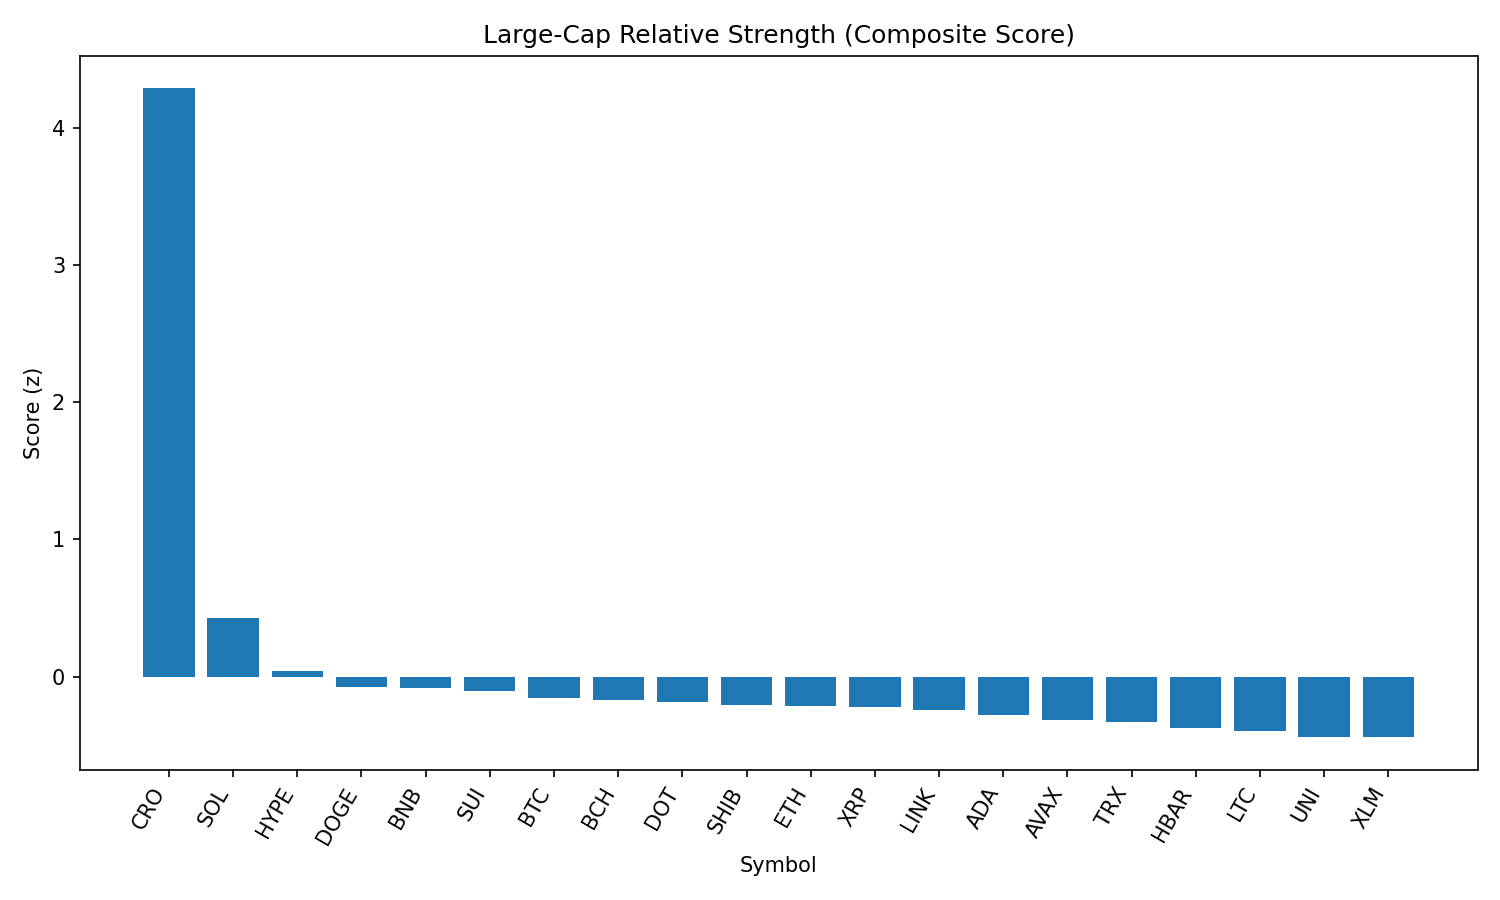 Large-Cap Relative Strength (Composite Score)
Score (z)
4
3
2
1
0
CRO
SOL
HYPE
DOGE
BNB
SUI
BTC
BCH
DOT
SHIB
ETH
XRP
LINK
ADA
AVAX
TRX
HBAR
LTC
UNI
XLM
Symbol